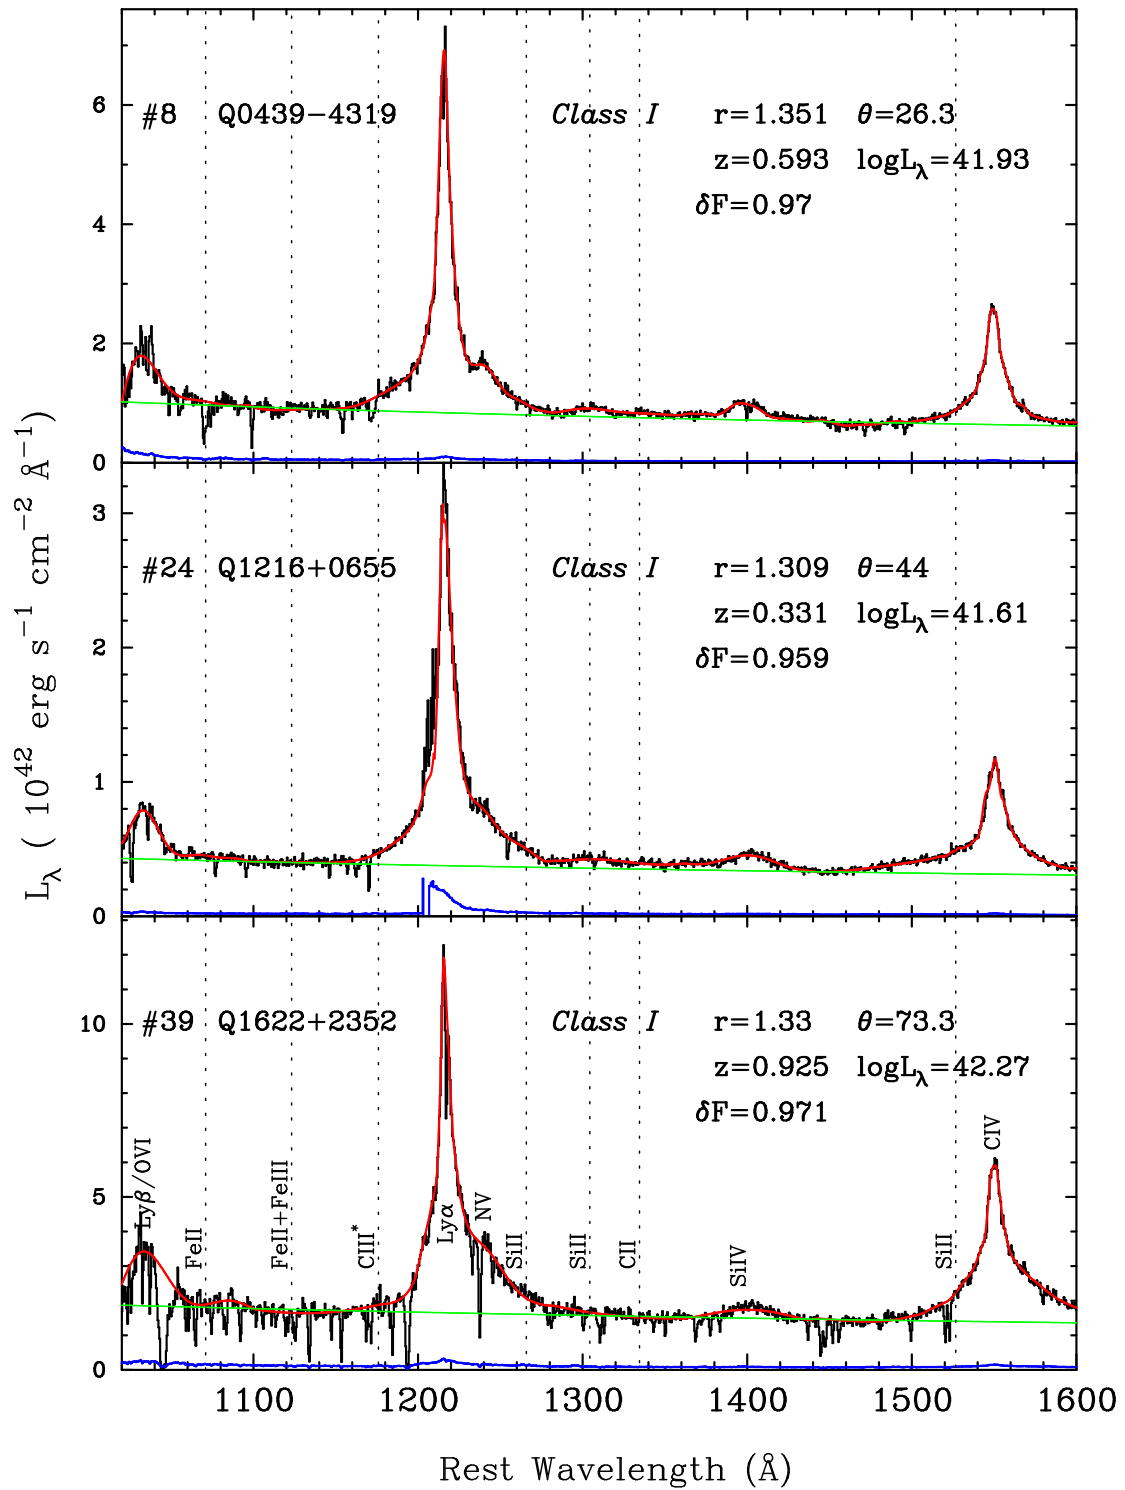 #8 Q0439−4319 Class I r=1.351 θ=26.3
z=0.593 logLλ=41.93
δF=0.97
6
4
2
0
#24 Q1216+0655 Class I r=1.309 θ=44
z=0.331 logLλ=41.61
δF=0.959
3
2
1
0
#39 Q1622+2352 Class I r=1.33 θ=73.3
z=0.925 logLλ=42.27
δF=0.971
10
5
0
Lyβ/OVI
FeII
FeII+FeIII
CIII*
Lyα
NV
SiII
SiII
CII
SiIV
SiII
CIV
1100 1200 1300 1400 1500 1600
Rest Wavelength (Å)
Lλ ( 10⁴² erg s⁻¹ cm⁻² Å⁻¹)